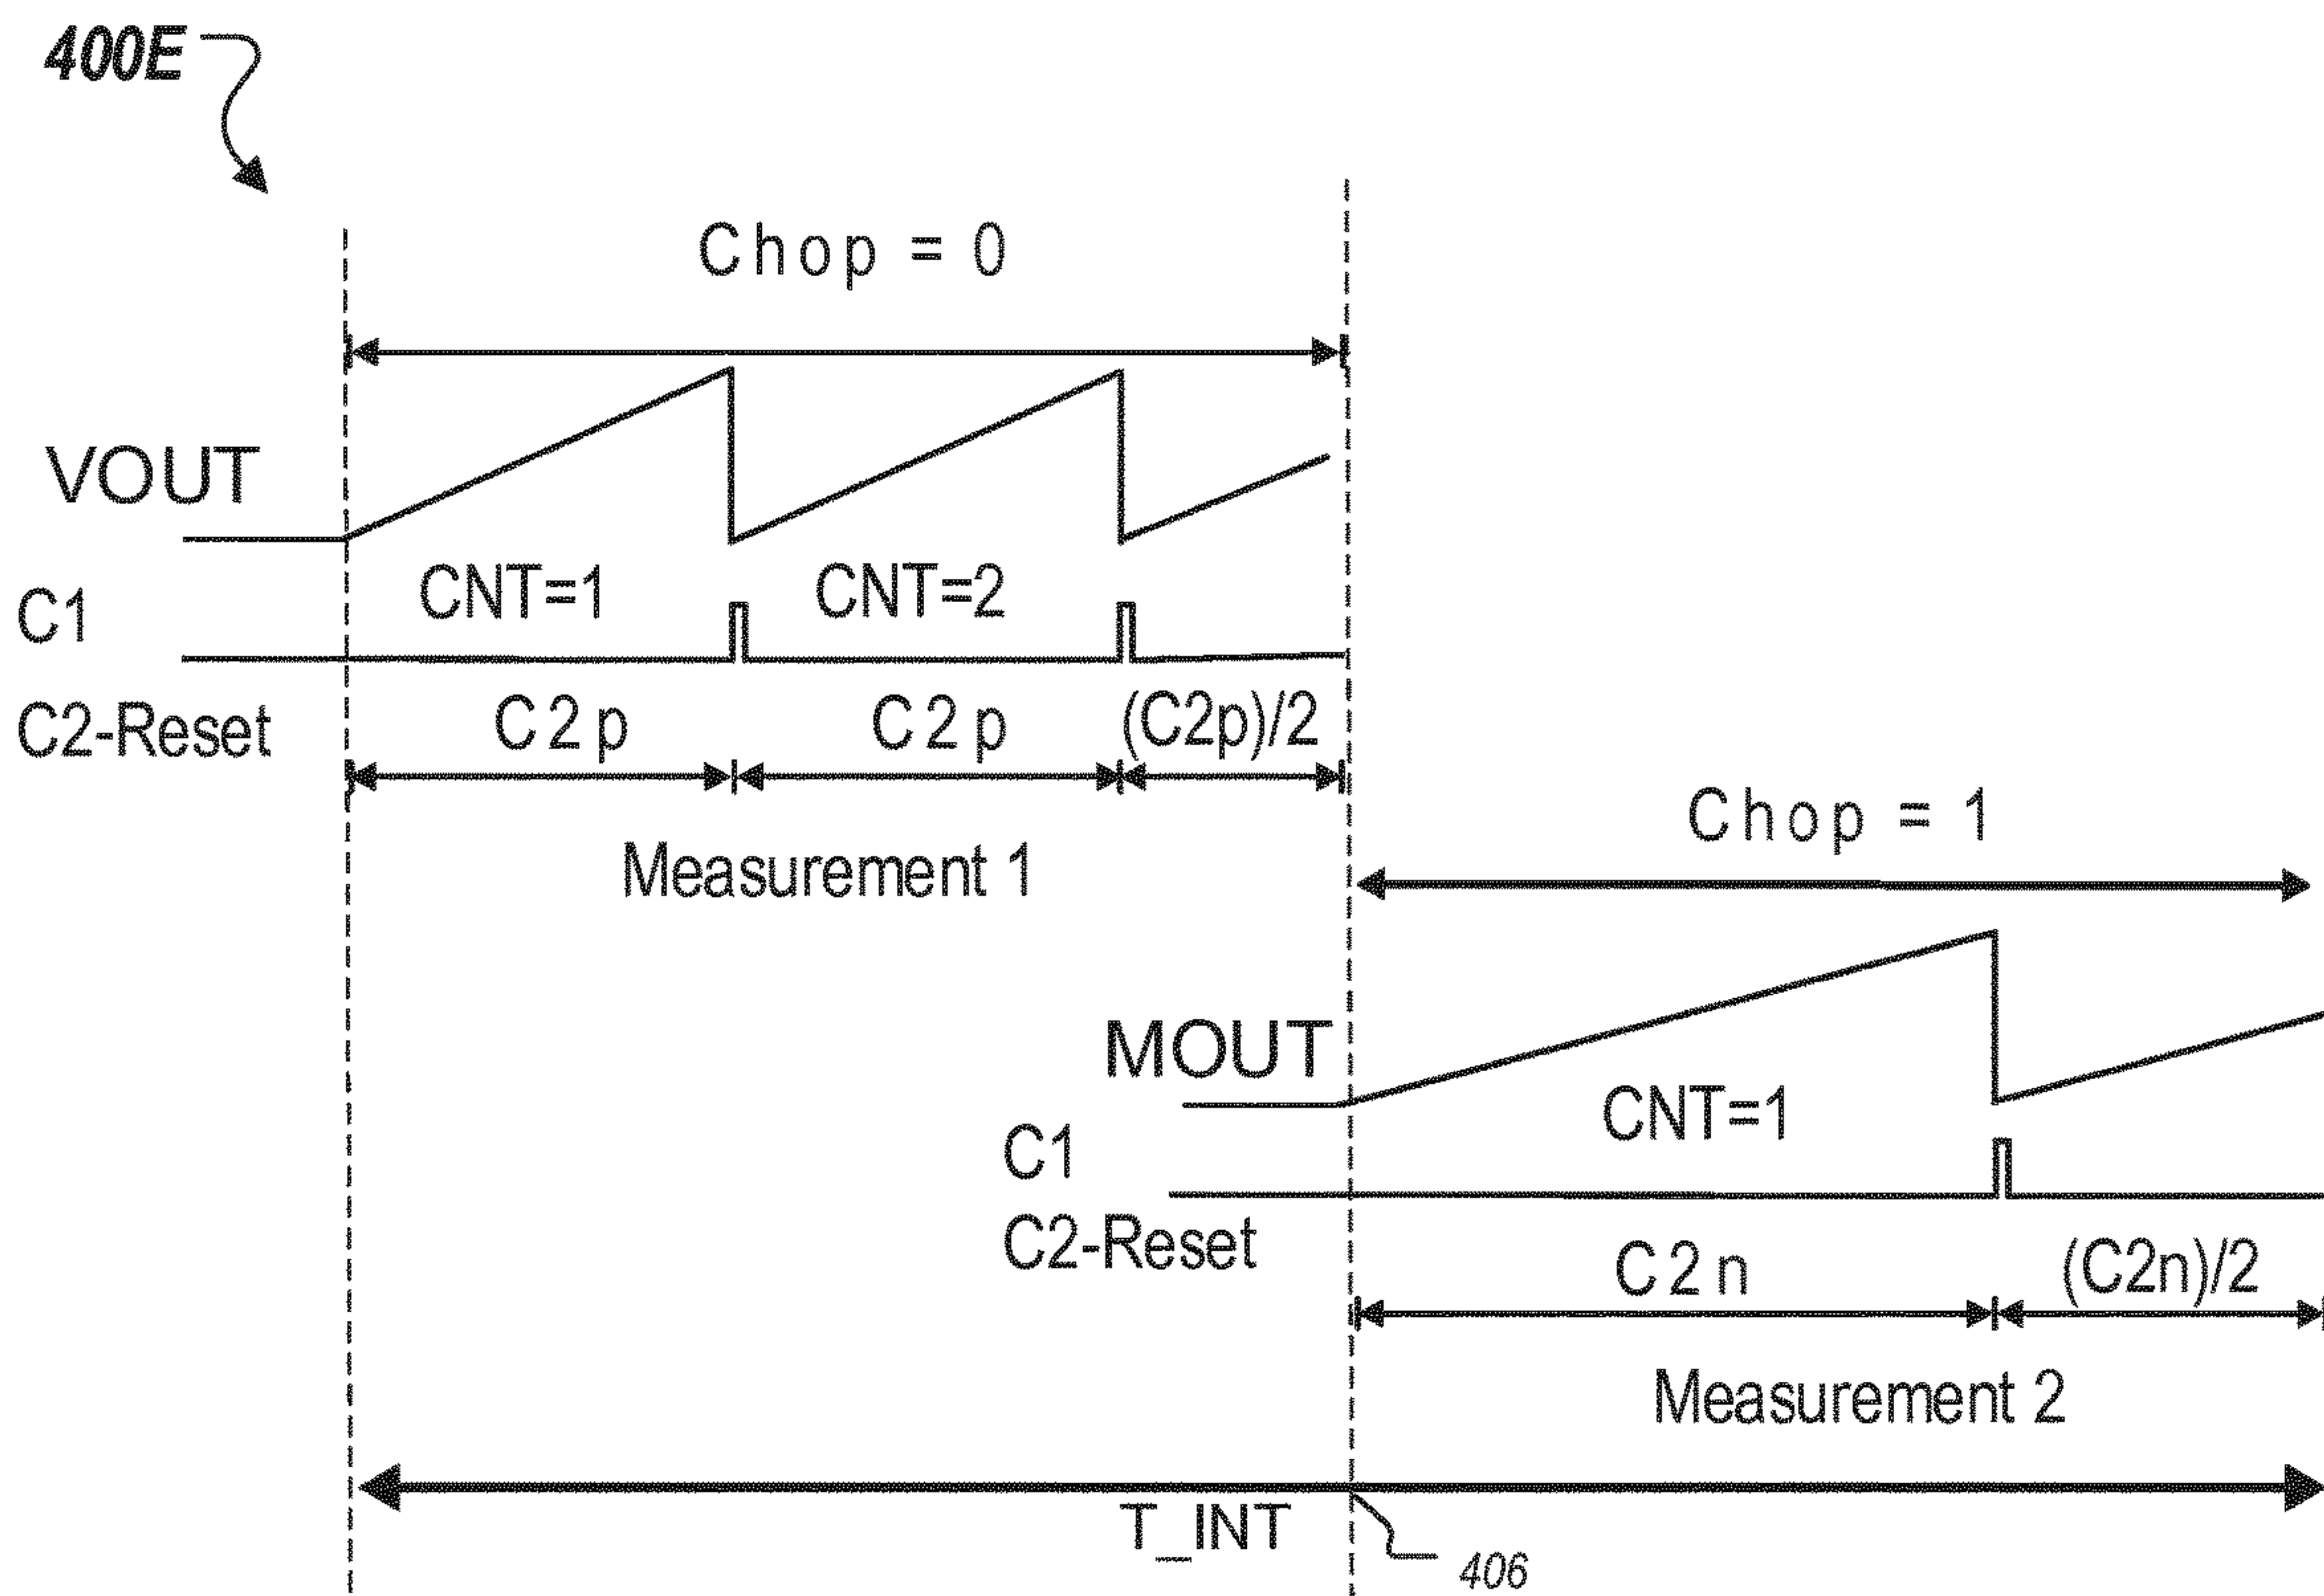 400E
Chop = 0
VOUT
CNT=1 CNT=2
C1
C2-Reset
C2p C2p (C2p)/2
Measurement 1
Chop = 1
MOUT
CNT=1
C1
C2-Reset
C2n (C2n)/2
Measurement 2
T_INT
406